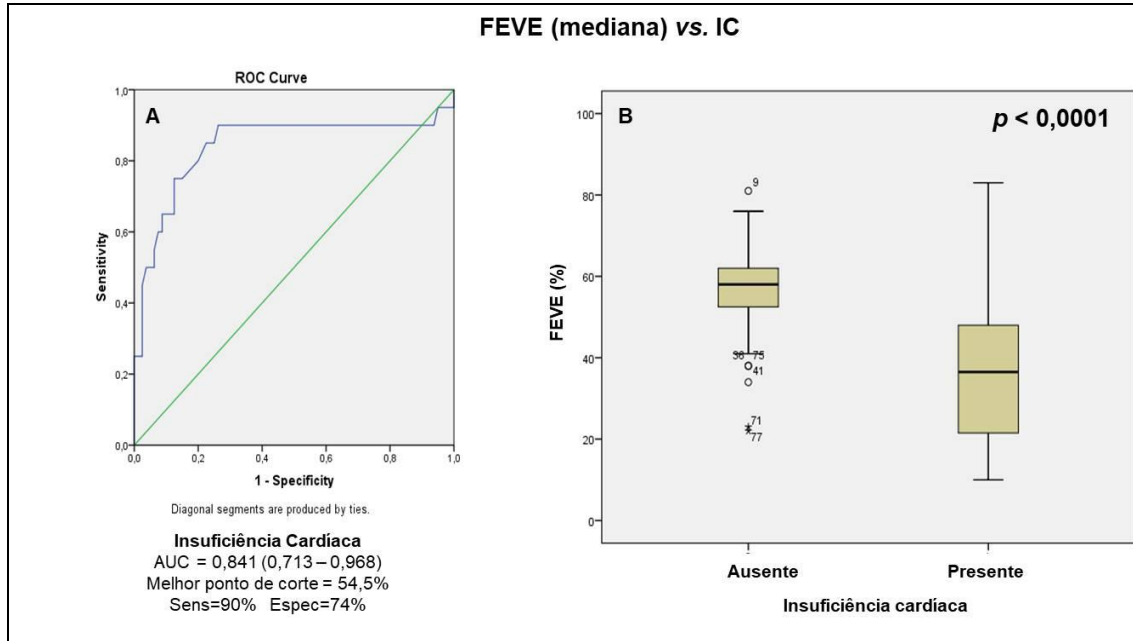 FEVE (mediana) vs. IC
ROC Curve
A
1,0
0,8
0,6
0,4
0,2
0,0
Sensitivity
0,0 0,2 0,4 0,6 0,8 1,0
1 - Specificity
Diagonal segments are produced by ties.
Insuficiência Cardíaca
AUC = 0,841 (0,713 – 0,968)
Melhor ponto de corte = 54,5%
Sens=90% Espec=74%
B
p < 0,0001
100
80
60
40
20
0
FEVE (%)
9
75
41
71
77
Ausente Presente
Insuficiência cardíaca